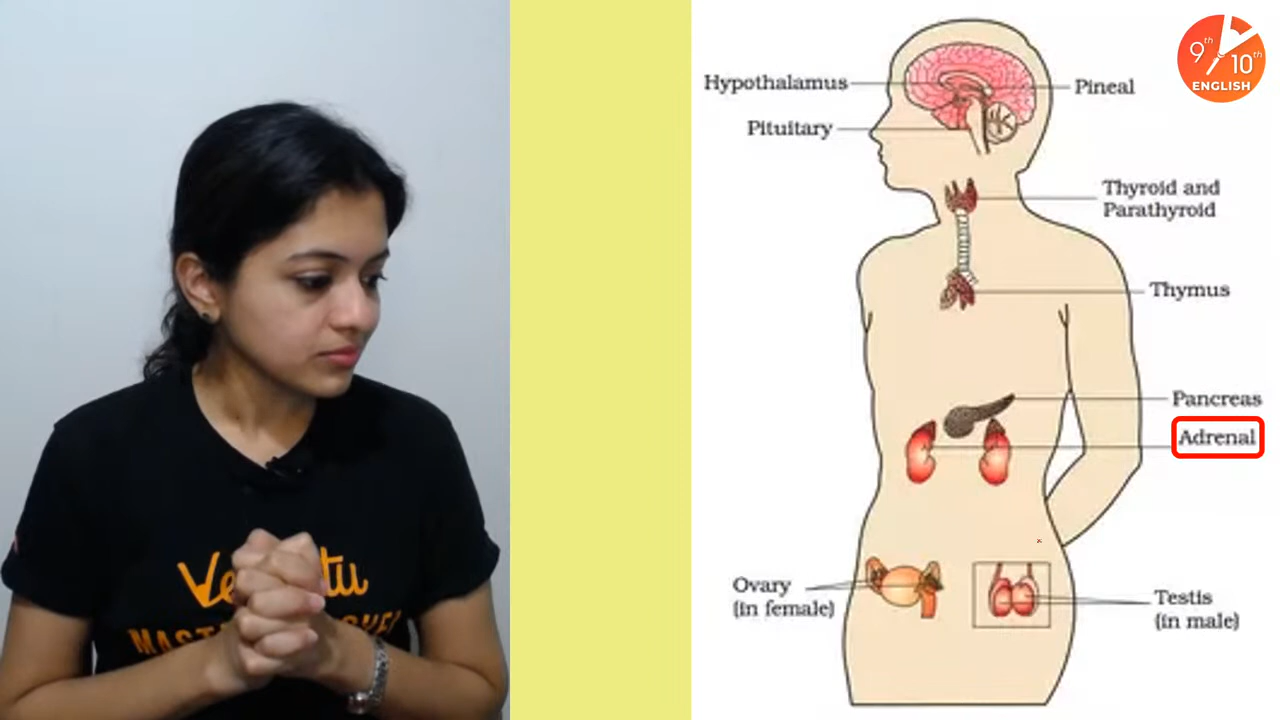 9th
10th
ENGLISH
Hypothalamus
Pineal
Pituitary
Thyroid and
Parathyroid
Thymus
Pancreas
Adrenal
Ovary
(in female)
Testis
(in male)